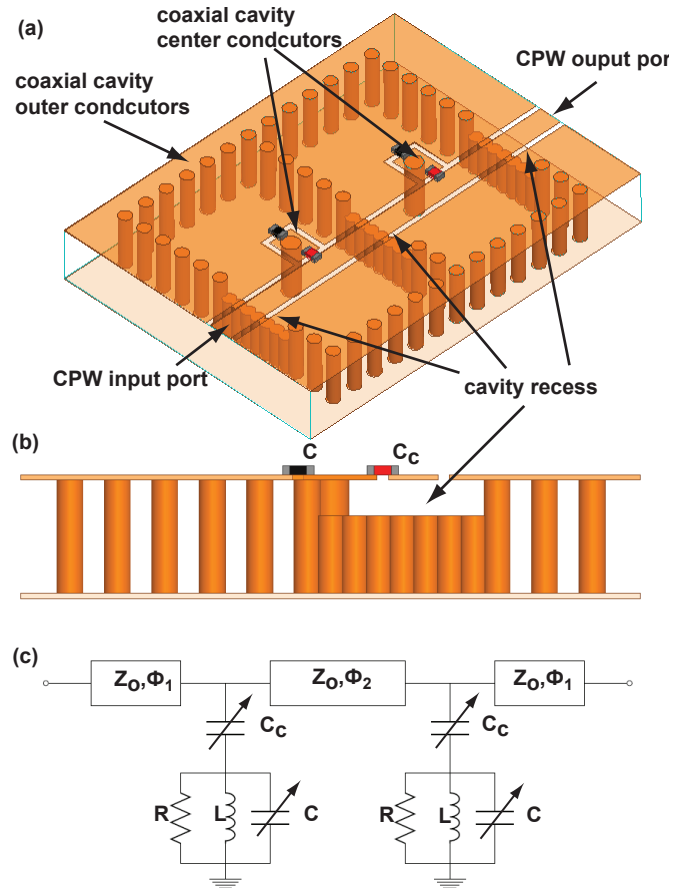 (a)
coaxial cavity
center condcutors
CPW ouput por
coaxial cavity
outer condcutors
CPW input port
cavity recess
(b)
C
Cc
(c)
Zo,Φ1
Zo,Φ2
Zo,Φ1
Cc
Cc
R
L
C
R
L
C